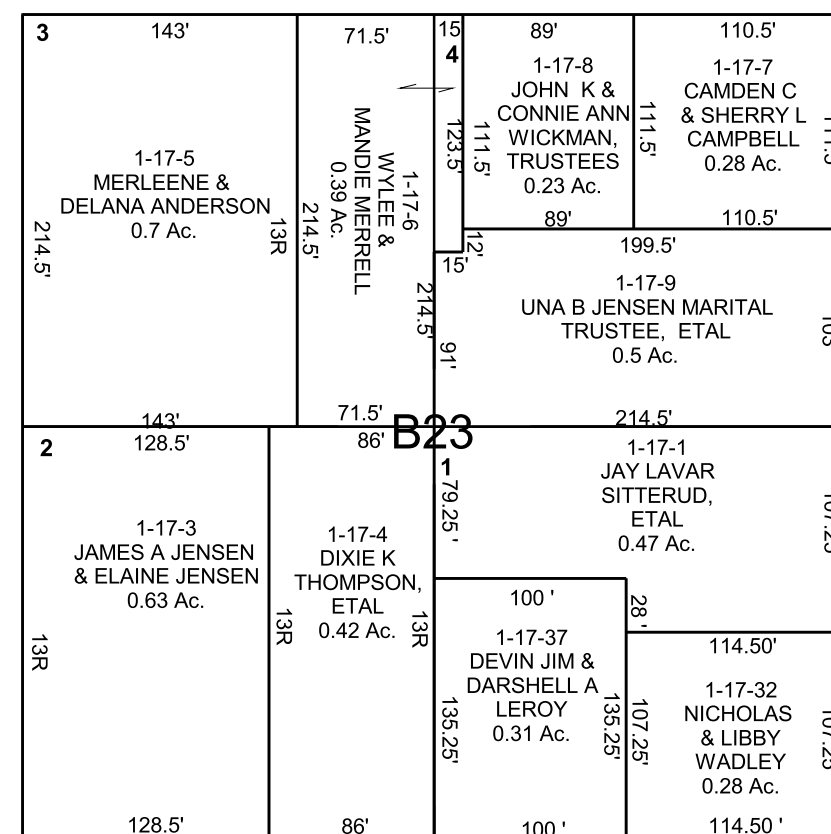 3
143'
1-17-5
MERLEENE &
DELANA ANDERSON
0.7 Ac.
214.5'
13R
143'
71.5'
1-17-6
WYLEE &
MANDIE MERRELL
0.39 Ac.
214.5'
214.5'
71.5'
15
4
123.5'
12'
15'
91'
89'
1-17-8
JOHN K &
CONNIE ANN
WICKMAN,
TRUSTEES
0.23 Ac.
111.5'
111.5'
89'
110.5'
1-17-7
CAMDEN C
& SHERRY L
CAMPBELL
0.28 Ac.
110.5'
199.5'
1-17-9
UNA B JENSEN MARITAL
TRUSTEE, ETAL
0.5 Ac.
103
214.5'
B23
2
128.5'
1-17-3
JAMES A JENSEN
& ELAINE JENSEN
0.63 Ac.
13R
13R
128.5'
86'
1-17-4
DIXIE K
THOMPSON,
ETAL
0.42 Ac.
13R
86'
1
79.25 '
1-17-1
JAY LAVAR
SITTERUD,
ETAL
0.47 Ac.
107.25
28 '
100 '
1-17-37
DEVIN JIM &
DARSHELL A
LEROY
0.31 Ac.
135.25'
135.25'
100 '
114.50'
1-17-32
NICHOLAS
& LIBBY
WADLEY
0.28 Ac.
107.25'
107.25
114.50 '